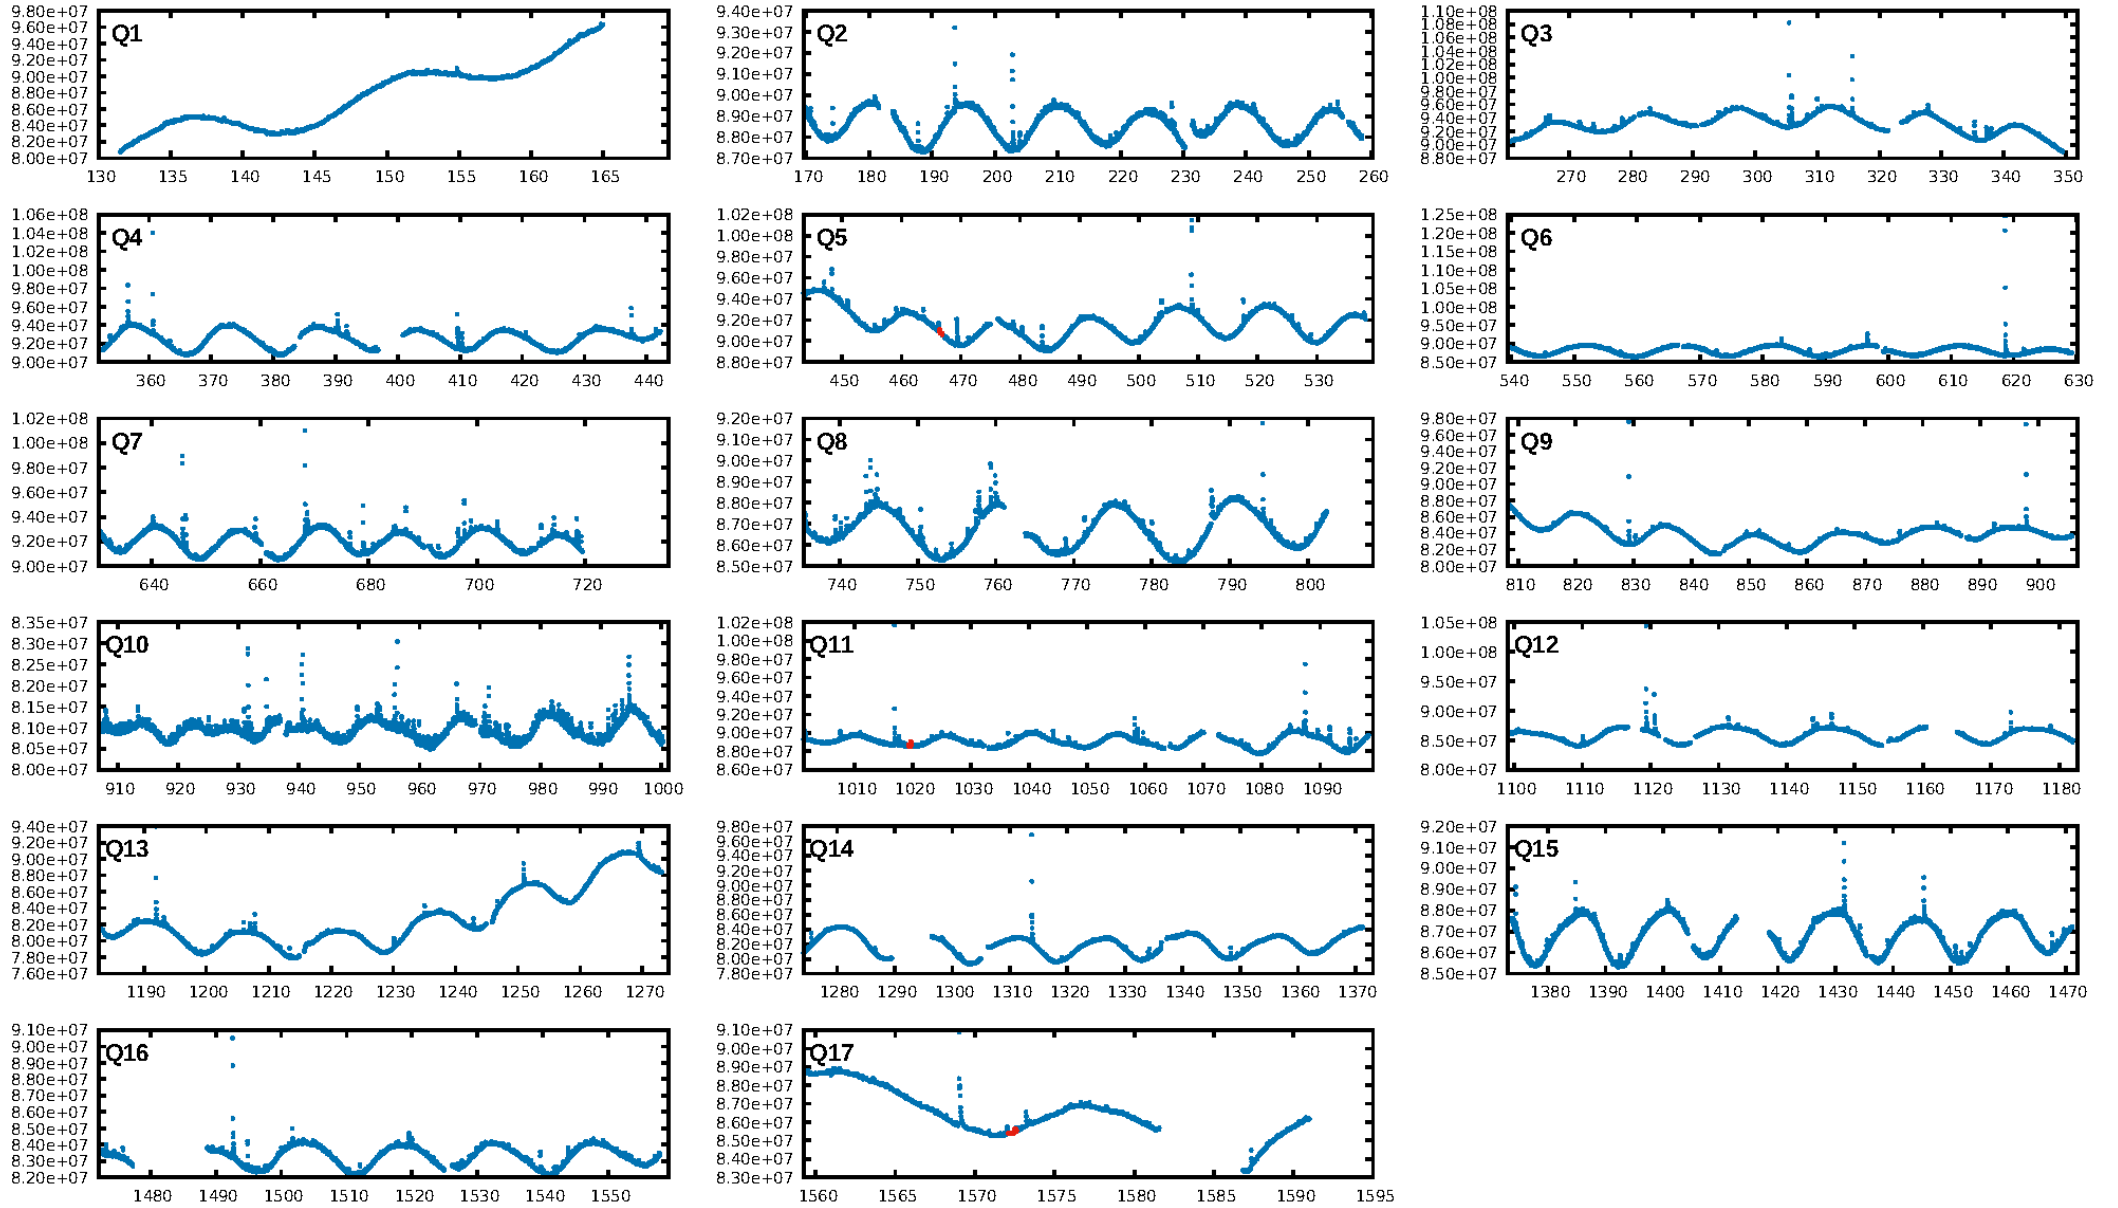 Q1
9.80e+07
9.60e+07
9.40e+07
9.20e+07
9.00e+07
8.80e+07
8.60e+07
8.40e+07
8.20e+07
8.00e+07
130 135 140 145 150 155 160 165
Q2
9.40e+07
9.30e+07
9.20e+07
9.10e+07
9.00e+07
8.90e+07
8.80e+07
8.70e+07
170 180 190 200 210 220 230 240 250 260
Q3
1.10e+08
1.08e+08
1.06e+08
1.04e+08
1.02e+08
1.00e+08
9.80e+07
9.60e+07
9.40e+07
9.20e+07
9.00e+07
8.80e+07
270 280 290 300 310 320 330 340 350
Q4
1.06e+08
1.04e+08
1.02e+08
1.00e+08
9.80e+07
9.60e+07
9.40e+07
9.20e+07
9.00e+07
360 370 380 390 400 410 420 430 440
Q5
1.02e+08
1.00e+08
9.80e+07
9.60e+07
9.40e+07
9.20e+07
9.00e+07
8.80e+07
450 460 470 480 490 500 510 520 530
Q6
1.25e+08
1.20e+08
1.15e+08
1.10e+08
1.05e+08
1.00e+08
9.50e+07
9.00e+07
8.50e+07
540 550 560 570 580 590 600 610 620 630
Q7
1.02e+08
1.00e+08
9.80e+07
9.60e+07
9.40e+07
9.20e+07
9.00e+07
640 660 680 700 720
Q8
9.20e+07
9.10e+07
9.00e+07
8.90e+07
8.80e+07
8.70e+07
8.60e+07
8.50e+07
740 750 760 770 780 790 800
Q9
9.80e+07
9.60e+07
9.40e+07
9.20e+07
9.00e+07
8.80e+07
8.60e+07
8.40e+07
8.20e+07
8.00e+07
810 820 830 840 850 860 870 880 890 900
Q10
8.35e+07
8.30e+07
8.25e+07
8.20e+07
8.15e+07
8.10e+07
8.05e+07
8.00e+07
910 920 930 940 950 960 970 980 990 1000
Q11
1.02e+08
1.00e+08
9.80e+07
9.60e+07
9.40e+07
9.20e+07
9.00e+07
8.80e+07
8.60e+07
1010 1020 1030 1040 1050 1060 1070 1080 1090
Q12
1.05e+08
1.00e+08
9.50e+07
9.00e+07
8.50e+07
8.00e+07
1100 1110 1120 1130 1140 1150 1160 1170 1180
Q13
9.40e+07
9.20e+07
9.00e+07
8.80e+07
8.60e+07
8.40e+07
8.20e+07
8.00e+07
7.80e+07
7.60e+07
1190 1200 1210 1220 1230 1240 1250 1260 1270
Q14
9.80e+07
9.60e+07
9.40e+07
9.20e+07
9.00e+07
8.80e+07
8.60e+07
8.40e+07
8.20e+07
8.00e+07
7.80e+07
1280 1290 1300 1310 1320 1330 1340 1350 1360 1370
Q15
9.20e+07
9.10e+07
9.00e+07
8.90e+07
8.80e+07
8.70e+07
8.60e+07
8.50e+07
1380 1390 1400 1410 1420 1430 1440 1450 1460 1470
Q16
9.10e+07
9.00e+07
8.90e+07
8.80e+07
8.70e+07
8.60e+07
8.50e+07
8.40e+07
8.30e+07
8.20e+07
1480 1490 1500 1510 1520 1530 1540 1550
Q17
9.10e+07
9.00e+07
8.90e+07
8.80e+07
8.70e+07
8.60e+07
8.50e+07
8.40e+07
8.30e+07
1560 1565 1570 1575 1580 1585 1590 1595